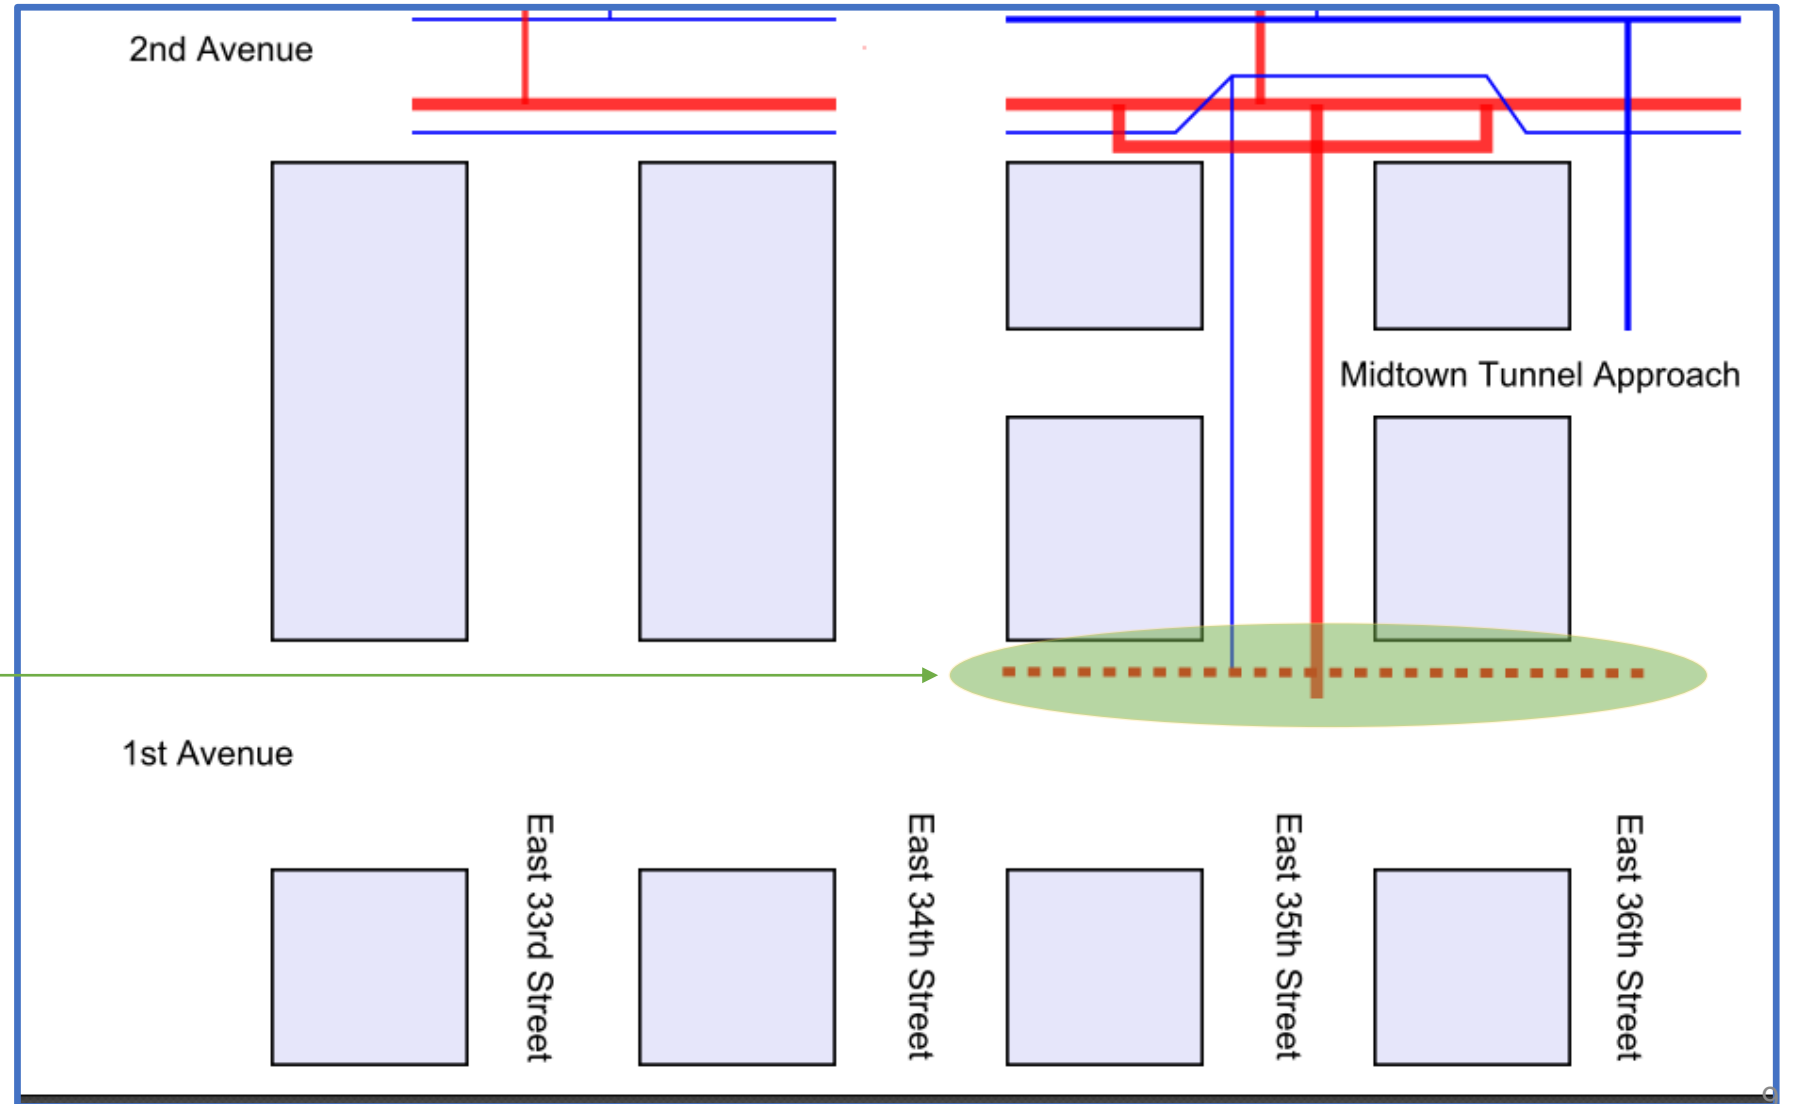 2nd Avenue
Midtown Tunnel Approach
1st Avenue
East 33rd Street
East 34th Street
East 35th Street
East 36th Street